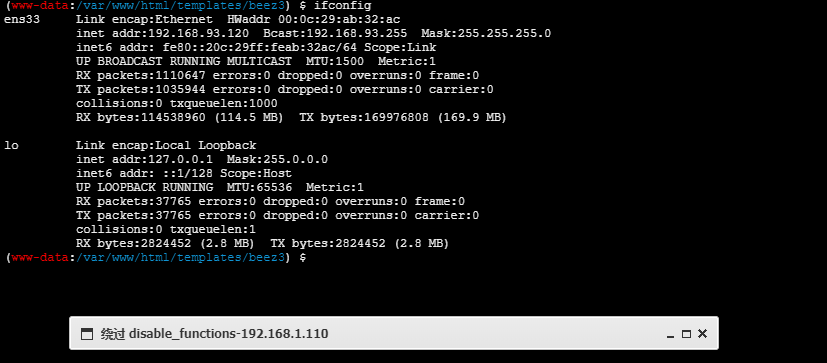 (www-data:/var/www/html/templates/beez3) $ ifconfig
ens33 Link encap:Ethernet HWaddr 00:0c:29:ab:32:ac
inet addr:192.168.93.120 Bcast:192.168.93.255 Mask:255.255.255.0
inet6 addr: fe80::20c:29ff:feab:32ac/64 Scope:Link
UP BROADCAST RUNNING MULTICAST MTU:1500 Metric:1
RX packets:1110647 errors:0 dropped:0 overruns:0 frame:0
TX packets:1035944 errors:0 dropped:0 overruns:0 carrier:0
collisions:0 txqueuelen:1000
RX bytes:114538960 (114.5 MB) TX bytes:169976808 (169.9 MB)
lo Link encap:Local Loopback
inet addr:127.0.0.1 Mask:255.0.0.0
inet6 addr: ::1/128 Scope:Host
UP LOOPBACK RUNNING MTU:65536 Metric:1
RX packets:37765 errors:0 dropped:0 overruns:0 frame:0
TX packets:37765 errors:0 dropped:0 overruns:0 carrier:0
collisions:0 txqueuelen:1
RX bytes:2824452 (2.8 MB) TX bytes:2824452 (2.8 MB)
(www-data:/var/www/html/templates/beez3) $
绕过 disable_functions-192.168.1.110